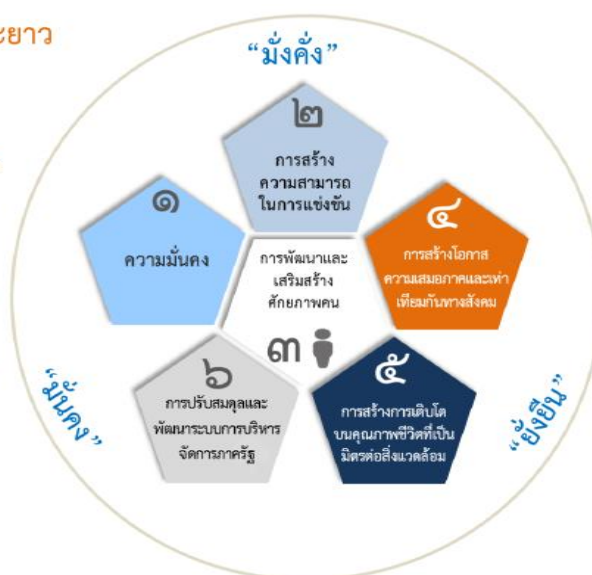 ะยาว
“มั่งคั่ง”
๒
การสร้าง
ความสามารถ
ในการแข่งขัน
๑
ความมั่นคง
๔
การสร้างโอกาส
ความเสมอภาคและเท่า
เทียมกันทางสังคม
การพัฒนาและ
เสริมสร้าง
ศักยภาพคน
๓
๖
การปรับสมดุลและ
พัฒนาระบบการบริหาร
จัดการภาครัฐ
๕
การสร้างการเติบโต
บนคุณภาพชีวิตที่เป็น
มิตรต่อสิ่งแวดล้อม
“มั่นคง”
“ยั่งยืน”